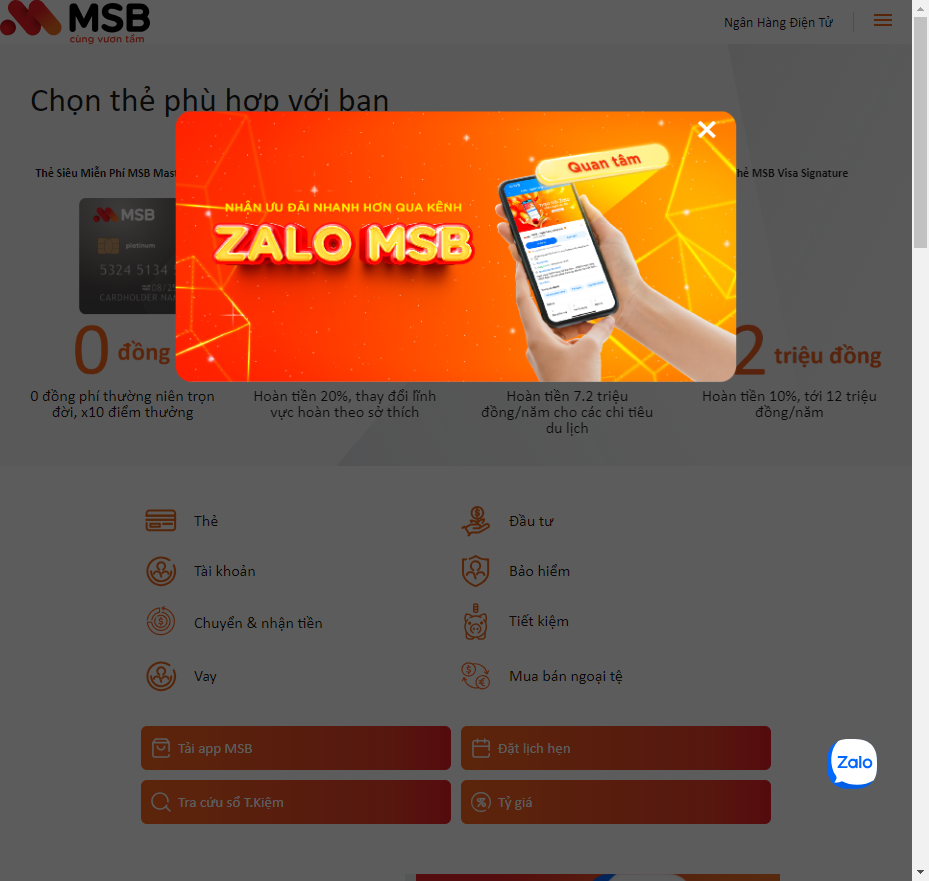 MSB
cùng vươn tầm
Ngân Hàng Điện Tử
Chọn thẻ phù hợp với bạn
Thẻ Siêu Miễn Phí MSB Mast
hẻ MSB Visa Signature
NHẬN ƯU ĐÃI NHANH HƠN QUA KÊNH
ZALO MSB
Quan tâm
MSB
platinum
5324 5134
08/2
CARDHOLDER NAM
0 đồng
2 triệu đồng
0 đồng phí thường niên trọn
đời, x10 điểm thưởng
Hoàn tiền 20%, thay đổi lĩnh
vực hoàn theo sở thích
Hoàn tiền 7.2 triệu
đồng/năm cho các chi tiêu
du lịch
Hoàn tiền 10%, tới 12 triệu
đồng/năm
Thẻ
Đầu tư
Tài khoản
Bảo hiểm
Chuyển & nhận tiền
Tiết kiệm
Vay
Mua bán ngoại tệ
Tải app MSB
Đặt lịch hẹn
Tra cứu sổ T.Kiệm
Tỷ giá
Zalo